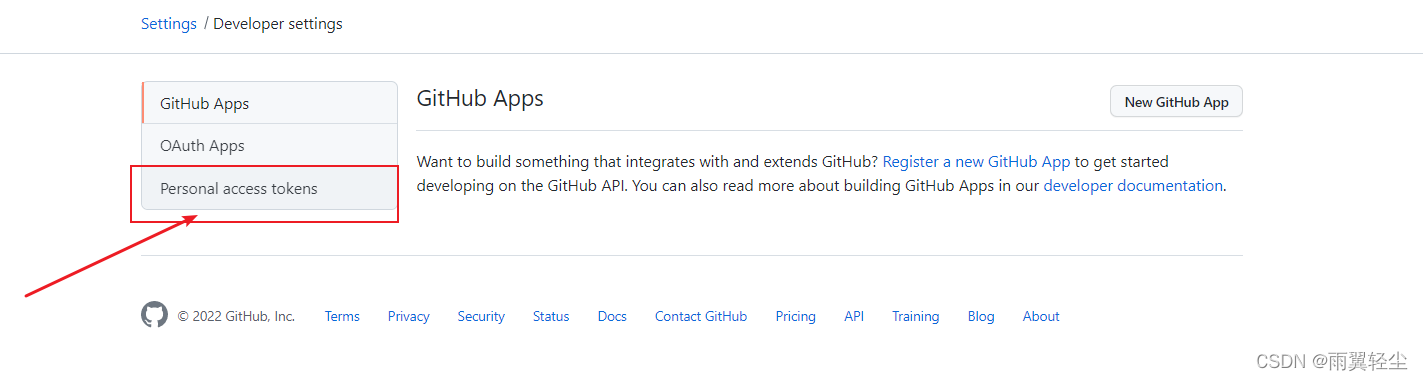 Settings / Developer settings
GitHub Apps
OAuth Apps
Personal access tokens
GitHub Apps
New GitHub App
Want to build something that integrates with and extends GitHub? Register a new GitHub App to get started
developing on the GitHub API. You can also read more about building GitHub Apps in our developer documentation.
© 2022 GitHub, Inc. Terms Privacy Security Status Docs Contact GitHub Pricing API Training Blog About
CSDN @雨翼轻尘